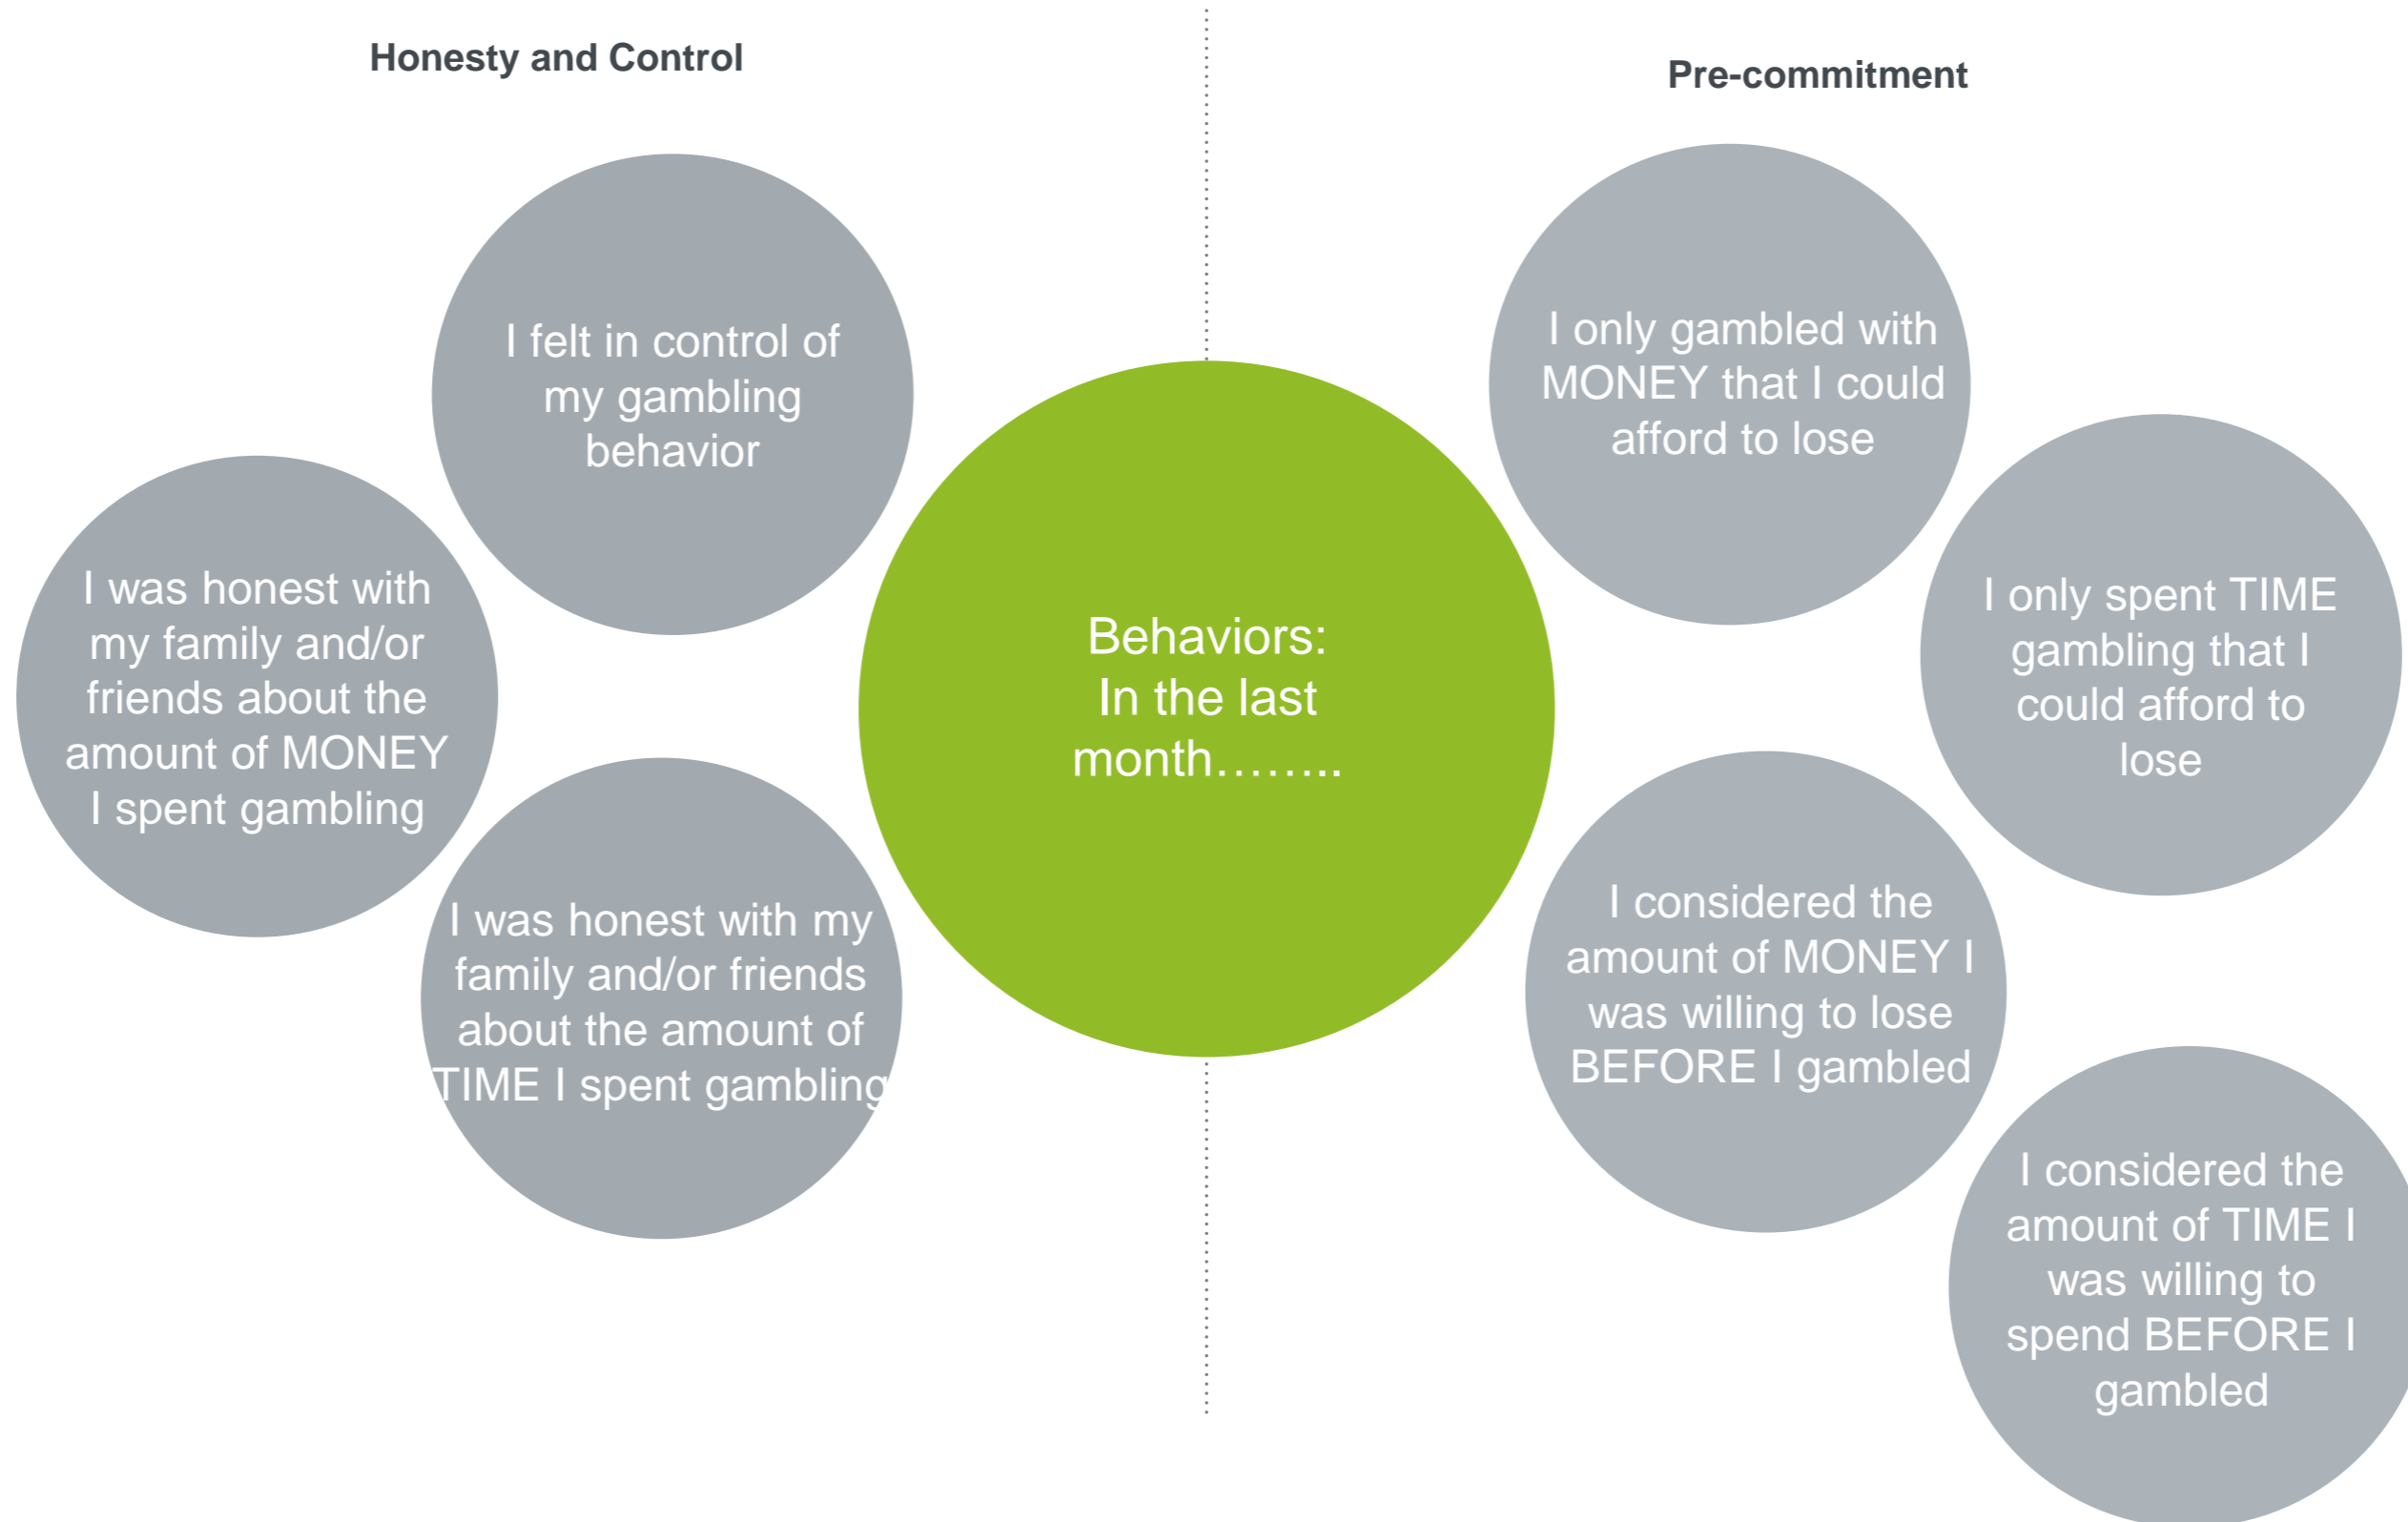 Honesty and Control
I felt in control of
my gambling
behavior
I was honest with
my family and/or
friends about the
amount of MONEY
I spent gambling
I was honest with my
family and/or friends
about the amount of
TIME I spent gambling
Behaviors:
In the last
month……..
Pre-commitment
I only gambled with
MONEY that I could
afford to lose
I only spent TIME
gambling that I
could afford to
lose
I considered the
amount of MONEY I
was willing to lose
BEFORE I gambled
I considered the
amount of TIME I
was willing to
spend BEFORE I
gambled